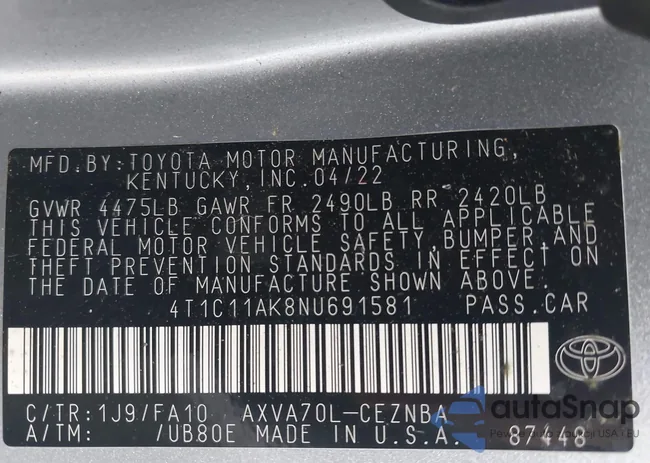 MFD.BY:TOYOTA MOTOR MANUFACTURING,
KENTUCKY,INC.04/22
GVWR 4475LB GAWR FR 2490LB RR 2420LB
THIS VEHICLE CONFORMS TO ALL APPLICABLE
FEDERAL MOTOR VEHICLE SAFETY,BUMPER,AND
THEFT PREVENTION STANDARDS IN EFFECT ON
THE DATE OF MANUFACTURE SHOWN ABOVE.
4T1C11AK8NU691581 PASS.CAR
C/TR:1J9/FA10 AXVA70L-CEZNBA
A/TM: /UB80E MADE IN U.S.A. 87448
autoSnap